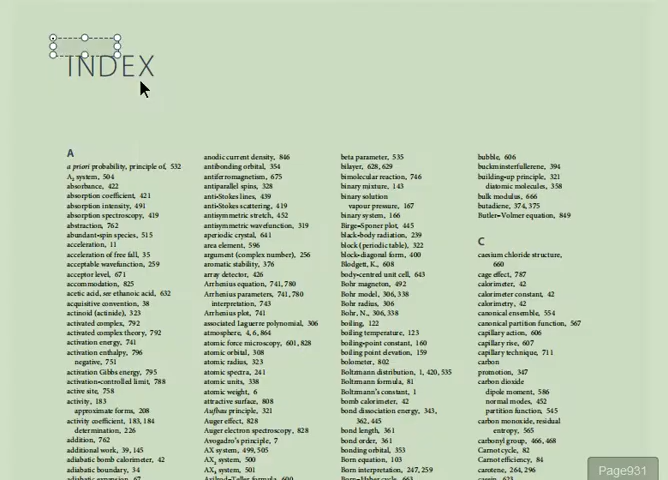 INDEX
A
a priori probability, principle of, 532
A₂ system, 504
absorbance, 422
absorption coefficient, 421
absorption intensity, 491
absorption spectroscopy, 419
abstraction, 762
abundant-spin species, 515
acceleration, 11
acceleration of free fall, 35
acceptable wavefunction, 259
acceptor level, 671
accommodation, 825
acetic acid, see ethanoic acid, 632
acquisitive convention, 38
actinoid (actinide), 323
activated complex, 792
activated complex theory, 792
activation energy, 741
activation enthalpy, 796
negative, 751
activation Gibbs energy, 795
activation-controlled limit, 788
active site, 758
activity, 183
approximate forms, 208
activity coefficient, 183, 184
determination, 226
addition, 762
additional work, 39, 145
adiabatic bomb calorimeter, 42
adiabatic boundary, 34
adiabatic expansion, 67
anodic current density, 846
antibonding orbital, 354
antiferromagnetism, 675
antiparallel spins, 328
anti-Stokes lines, 439
anti-Stokes scattering, 419
antisymmetric stretch, 452
antisymmetric wavefunction, 319
aperiodic crystal, 641
area element, 596
argument (complex number), 256
aromatic stability, 376
array detector, 426
Arrhenius equation, 741, 780
Arrhenius parameters, 741, 780
interpretation, 743
Arrhenius plot, 741
associated Laguerre polynomial, 306
atmosphere, 4, 6, 864
atomic force microscopy, 601, 828
atomic orbital, 308
atomic radius, 323
atomic spectra, 241
atomic units, 338
atomic weight, 6
attractive surface, 808
Aufbau principle, 321
Auger effect, 828
Auger electron spectroscopy, 828
Avogadro's principle, 7
AX system, 499, 505
AX₂ system, 500
AX₃ system, 501
Axilrod–Teller formula, 600
beta parameter, 535
bilayer, 628, 629
bimolecular reaction, 746
binary mixture, 143
binary solution
vapour pressure, 167
binary system, 166
Birge–Sponer plot, 445
black-body radiation, 239
block (periodic table), 322
block-diagonal form, 400
Blodgett, K., 608
body-centred unit cell, 643
Bohr magneton, 492
Bohr model, 306, 338
Bohr radius, 306
Bohr, N., 306, 338
boiling, 122
boiling temperature, 123
boiling-point constant, 160
boiling point elevation, 159
bolometer, 802
Boltzmann distribution, 1, 420, 535
Boltzmann formula, 81
Boltzmann's constant, 1
bomb calorimeter, 42
bond dissociation energy, 343,
362, 445
bond length, 361
bond order, 361
bonding orbital, 353
Born equation, 103
Born interpretation, 247, 259
Born–Haber cycle, 663
bubble, 606
buckminsterfullerene, 394
building-up principle, 321
diatomic molecules, 358
bulk modulus, 666
butadiene, 374, 375
Butler–Volmer equation, 849
C
caesium chloride structure,
660
cage effect, 787
calorimeter, 42
calorimeter constant, 42
calorimetry, 42
canonical ensemble, 554
canonical partition function, 567
capillary action, 606
capillary rise, 607
capillary technique, 711
carbon
promotion, 347
carbon dioxide
dipole moment, 586
normal modes, 452
partition function, 545
carbon monoxide, residual
entropy, 565
carbonyl group, 466, 468
Carnot cycle, 82
Carnot efficiency, 84
carotene, 264, 296
casein, 623
Page931